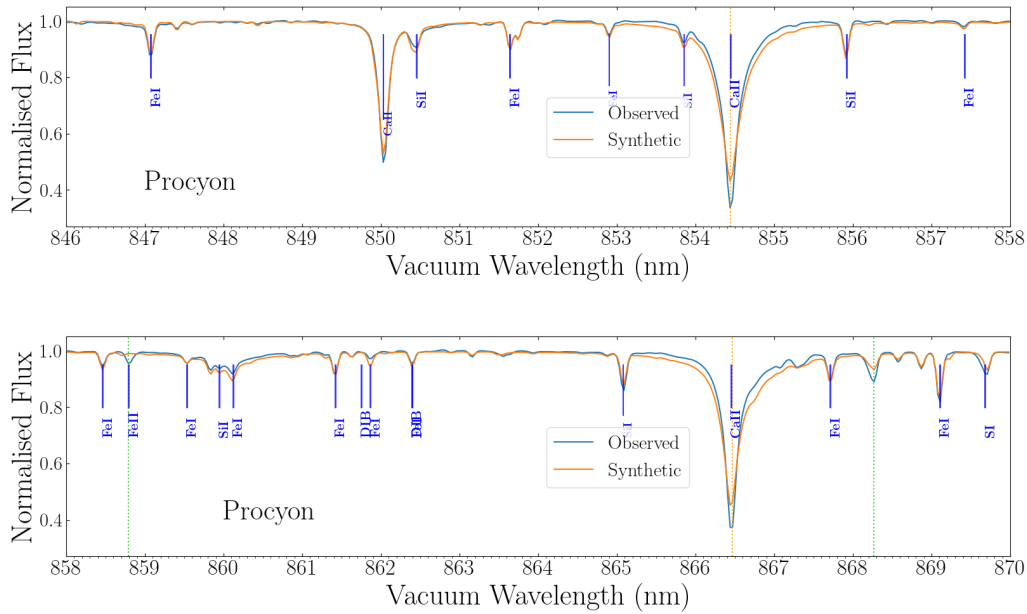 Normalised Flux
1.0
0.8
0.6
0.4
FeI
CaII
SiI
FeI
FeI
SiI
CaII
SiI
FeI
Observed
Synthetic
Procyon
846 847 848 849 850 851 852 853 854 855 856 857 858
Vacuum Wavelength (nm)
Normalised Flux
1.0
0.8
0.6
0.4
FeI
FeII
FeI
SiI
FeI
FeI
DIB
FeI
DIB
SiI
CaII
FeI
FeI
SI
Observed
Synthetic
Procyon
858 859 860 861 862 863 864 865 866 867 868 869 870
Vacuum Wavelength (nm)